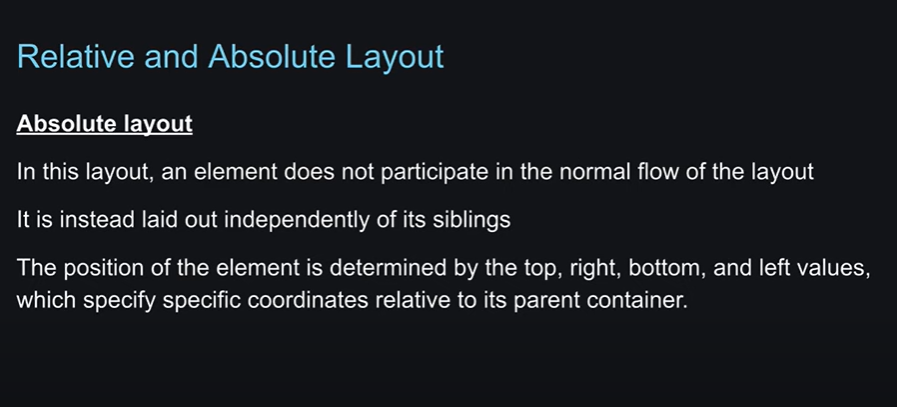 Relative and Absolute Layout
Absolute layout
In this layout, an element does not participate in the normal flow of the layout
It is instead laid out independently of its siblings
The position of the element is determined by the top, right, bottom, and left values,
which specify specific coordinates relative to its parent container.